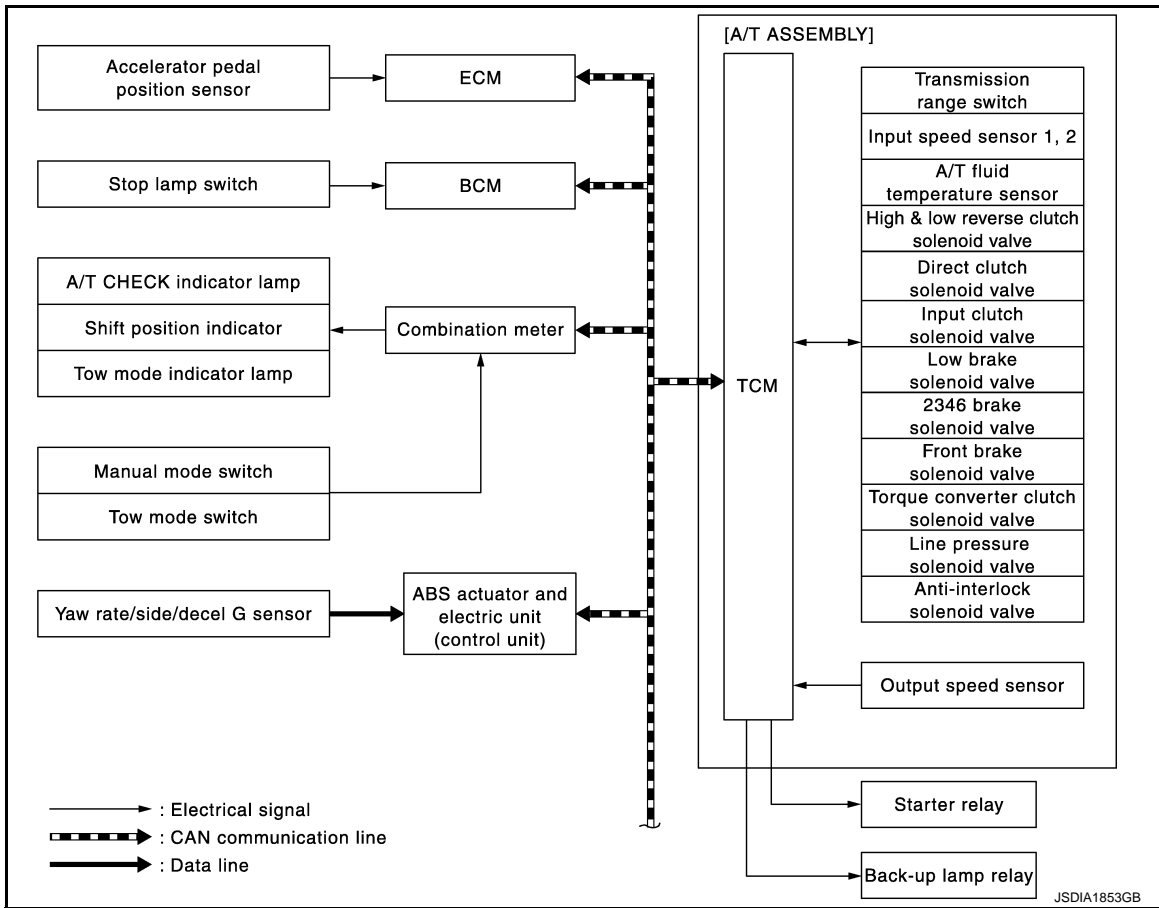 [A/T ASSEMBLY]
Accelerator pedal
position sensor
ECM
Stop lamp switch
BCM
A/T CHECK indicator lamp
Shift position indicator
Tow mode indicator lamp
Combination meter
Manual mode switch
Tow mode switch
Yaw rate/side/decel G sensor
ABS actuator and
electric unit
(control unit)
TCM
Transmission
range switch
Input speed sensor 1, 2
A/T fluid
temperature sensor
High & low reverse clutch
solenoid valve
Direct clutch
solenoid valve
Input clutch
solenoid valve
Low brake
solenoid valve
2346 brake
solenoid valve
Front brake
solenoid valve
Torque converter clutch
solenoid valve
Line pressure
solenoid valve
Anti-interlock
solenoid valve
Output speed sensor
Starter relay
Back-up lamp relay
: Electrical signal
: CAN communication line
: Data line
JSDIA1853GB